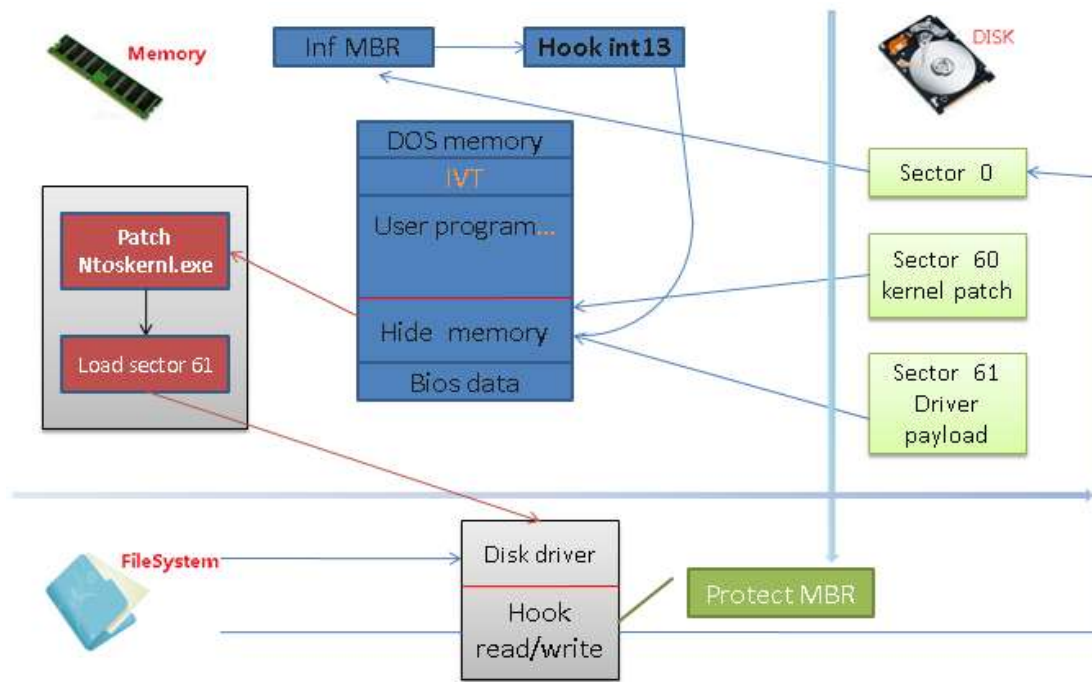 Memory
Inf MBR
Hook int13
DISK
DOS memory
IVT
User program...
Hide memory
Bios data
Patch
Ntoskernl.exe
Load sector 61
Sector 0
Sector 60
kernel patch
Sector 61
Driver
payload
FileSystem
Disk driver
Hook
read/write
Protect MBR